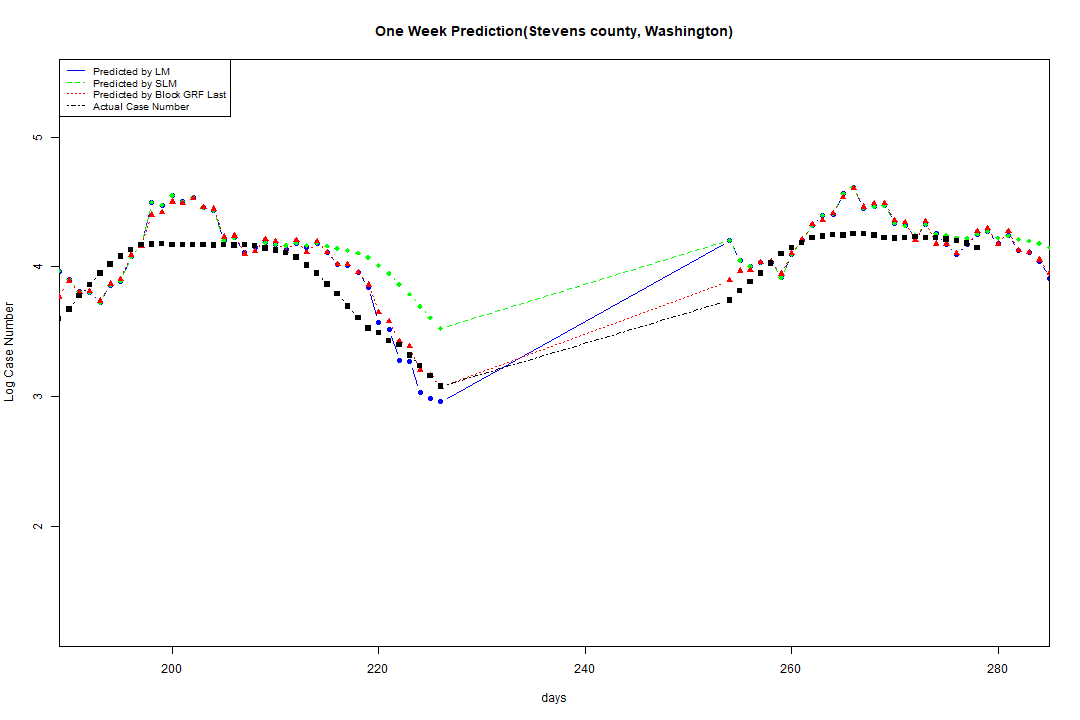 One Week Prediction(Stevens county, Washington)
Predicted by LM
Predicted by SLM
Predicted by Block GRF Last
Actual Case Number
5
4
3
2
Log Case Number
200
220
240
260
280
days